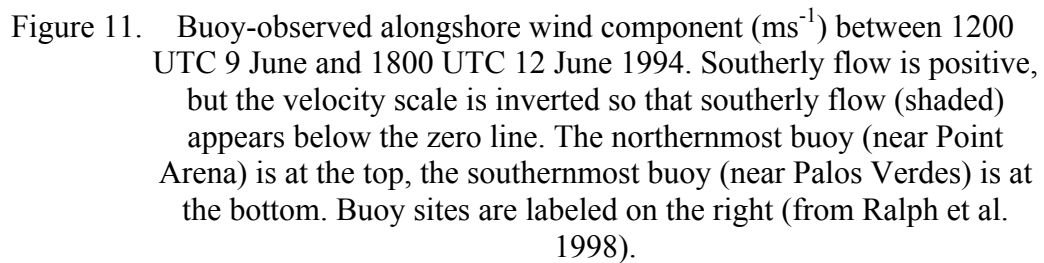 Figure 11. Buoy-observed alongshore wind component (ms⁻¹) between 1200
UTC 9 June and 1800 UTC 12 June 1994. Southerly flow is positive,
but the velocity scale is inverted so that southerly flow (shaded)
appears below the zero line. The northernmost buoy (near Point
Arena) is at the top, the southernmost buoy (near Palos Verdes) is at
the bottom. Buoy sites are labeled on the right (from Ralph et al.
1998).